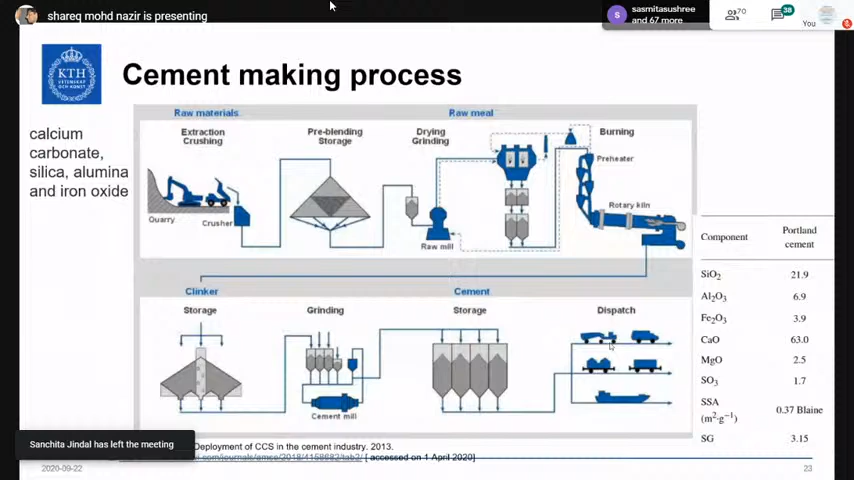 shareq mohd nazir is presenting
S
sasmitasushree
and 67 more
70
38
You
KTH
VETENSKAP
OCH KONST
Cement making process
calcium
carbonate,
silica, alumina
and iron oxide
Raw materials
Raw meal
Extraction
Crushing
Pre-blending
Storage
Drying
Grinding
Burning
Preheater
Rotary kiln
Quarry
Crusher
Raw mill
Clinker
Cement
Storage
Grinding
Storage
Dispatch
Cement mill
Component
Portland
cement
SiO2 21.9
Al2O3 6.9
Fe2O3 3.9
CaO 63.0
MgO 2.5
SO3 1.7
SSA
(m2·g−1) 0.37 Blaine
SG 3.15
Sanchita Jindal has left the meeting
Deployment of CCS in the cement industry. 2013.
[ accessed on 1 April 2020]
2020-09-22
23